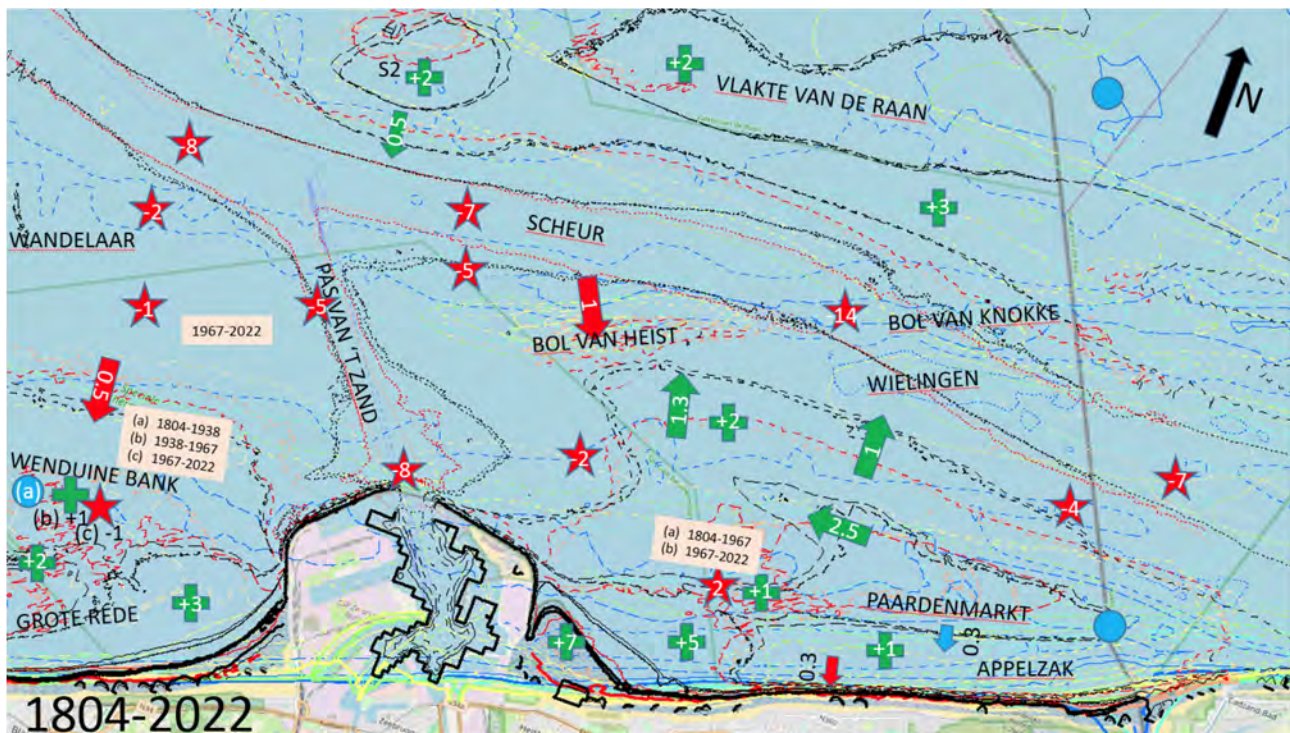 S2
+2
+2
VLAKTE VAN DE RAAN
N
0.5
-8
-2
-7
+3
WANDELAAR
SCHEUR
-5
-1
-5
PAS VAN 'T ZAND
1967-2022
1
14
BOL VAN KNOKKE
BOL VAN HEIST
WIELINGEN
0.5
1.3
+2
1
(a) 1804-1938
(b) 1938-1967
(c) 1967-2022
WENDUINE BANK
-8
-2
-7
(a)
-4
(b) +1
(c) -1
2.5
(a) 1804-1967
(b) 1967-2022
+2
2
+1
+3
PAARDENMARKT
GROTE REDE
+7
+5
+1
0.3
0.3
APPELZAK
1804-2022
Cadzand-Bad